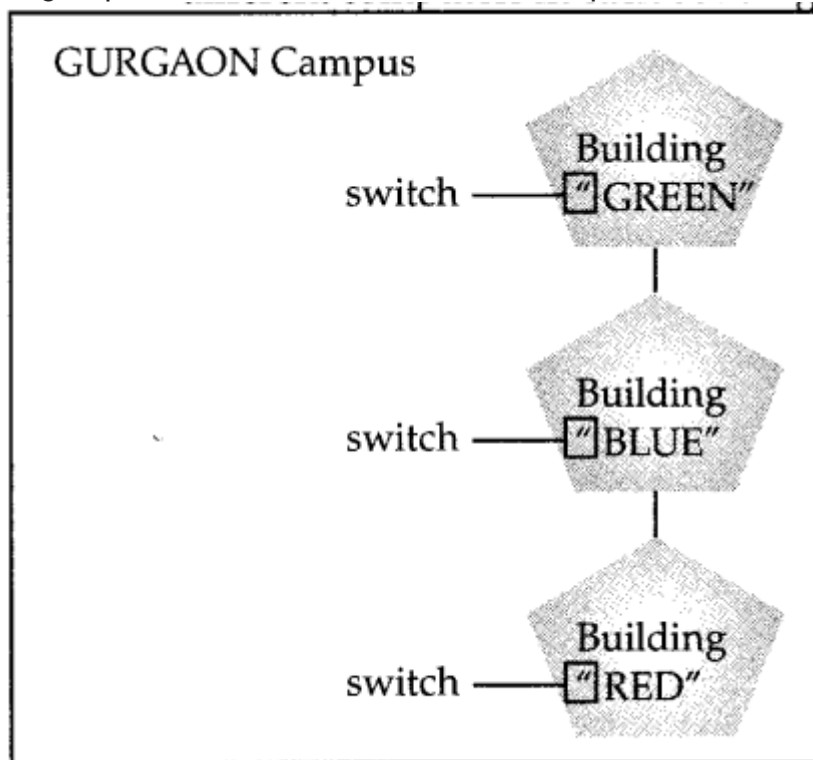 GURGAON Campus
Building
switch "GREEN"
Building
switch "BLUE"
Building
switch "RED"